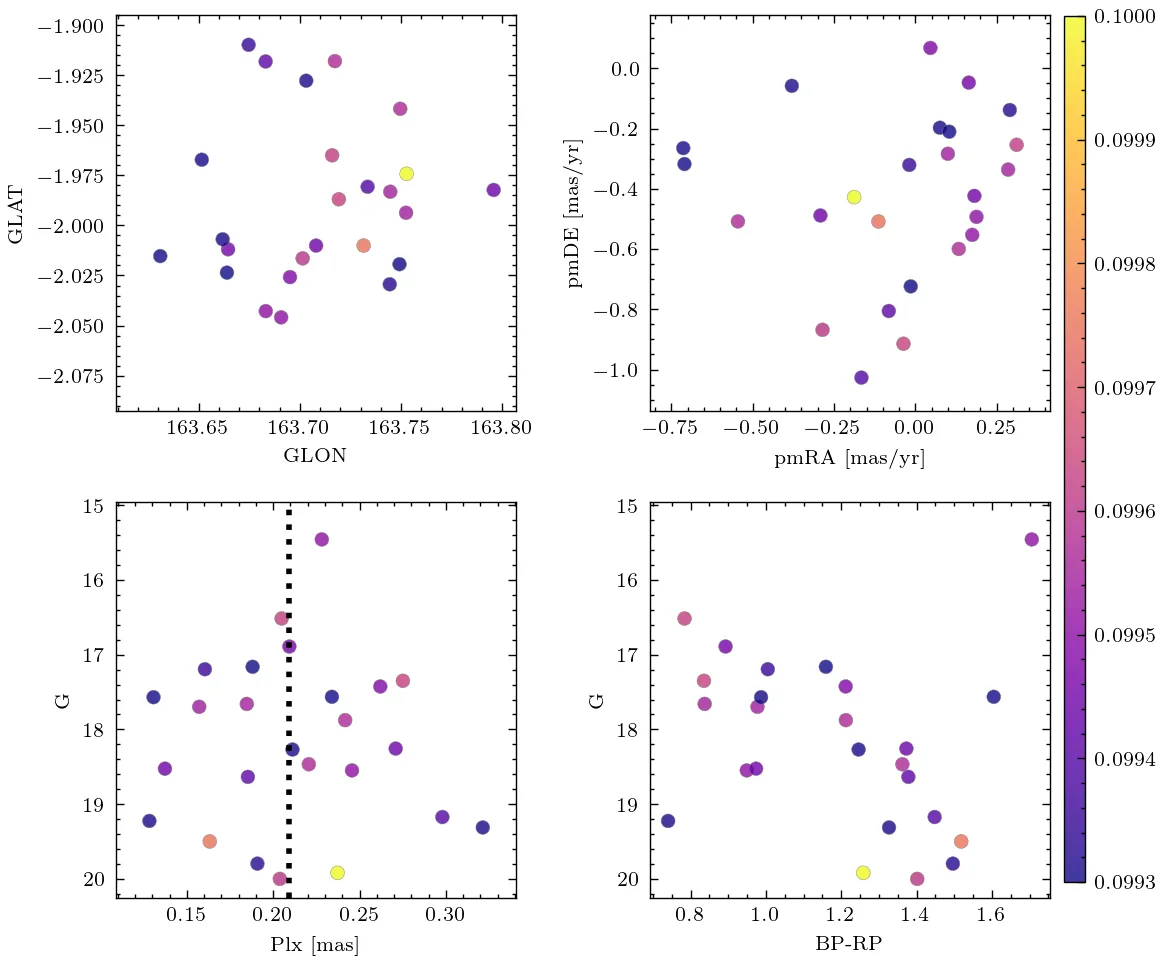 −1.900
−1.925
−1.950
−1.975
−2.000
−2.025
−2.050
−2.075
GLAT
163.65 163.70 163.75 163.80
GLON
0.0
−0.2
−0.4
−0.6
−0.8
−1.0
pmDE [mas/yr]
−0.75 −0.50 −0.25 0.00 0.25
pmRA [mas/yr]
15
16
17
18
19
20
G
0.15 0.20 0.25 0.30
Plx [mas]
15
16
17
18
19
20
G
0.8 1.0 1.2 1.4 1.6
BP-RP
0.1000
0.0999
0.0998
0.0997
0.0996
0.0995
0.0994
0.0993